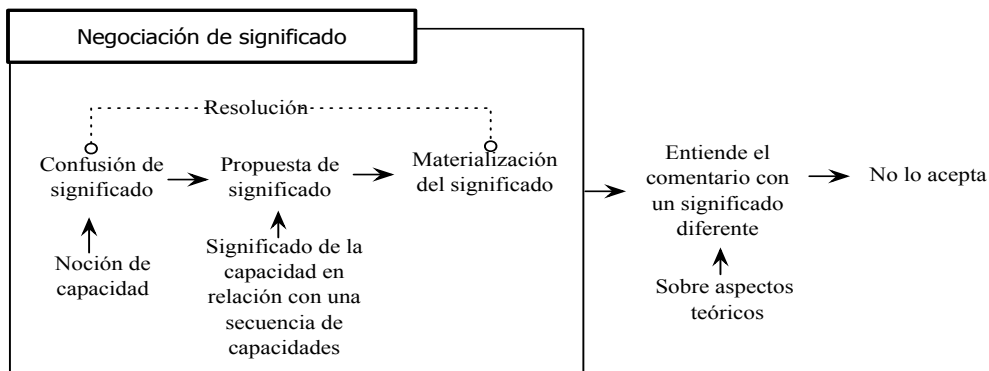 Negociación de significado
Resolución
Confusión de
significado
Propuesta de
significado
Materialización
del significado
Noción de
capacidad
Significado de la
capacidad en
relación con una
secuencia de
capacidades
Entiende el
comentario con
un significado
diferente
Sobre aspectos
teóricos
No lo acepta